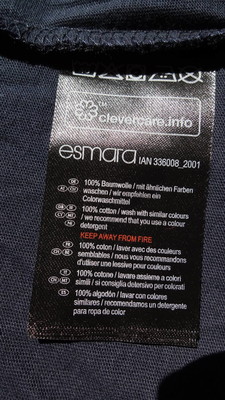 ™
clevercare.info
esmara IAN 336008_2001
100% Baumwolle / mit ähnlichen Farben
waschen / wir empfehlen ein
Colorwaschmittel
100% cotton / wash with similar colours
/ we recommend that you use a colour
detergent
KEEP AWAY FROM FIRE
100% coton / laver avec des couleurs
semblables / nous vous recommandons
d'utiliser une lessive pour couleurs
100% cotone / lavare assieme a colori
simili / si consiglia detersivo per colorati
100% algodón / lavar con colores
similares / recomendamos un detergente
para ropa de color